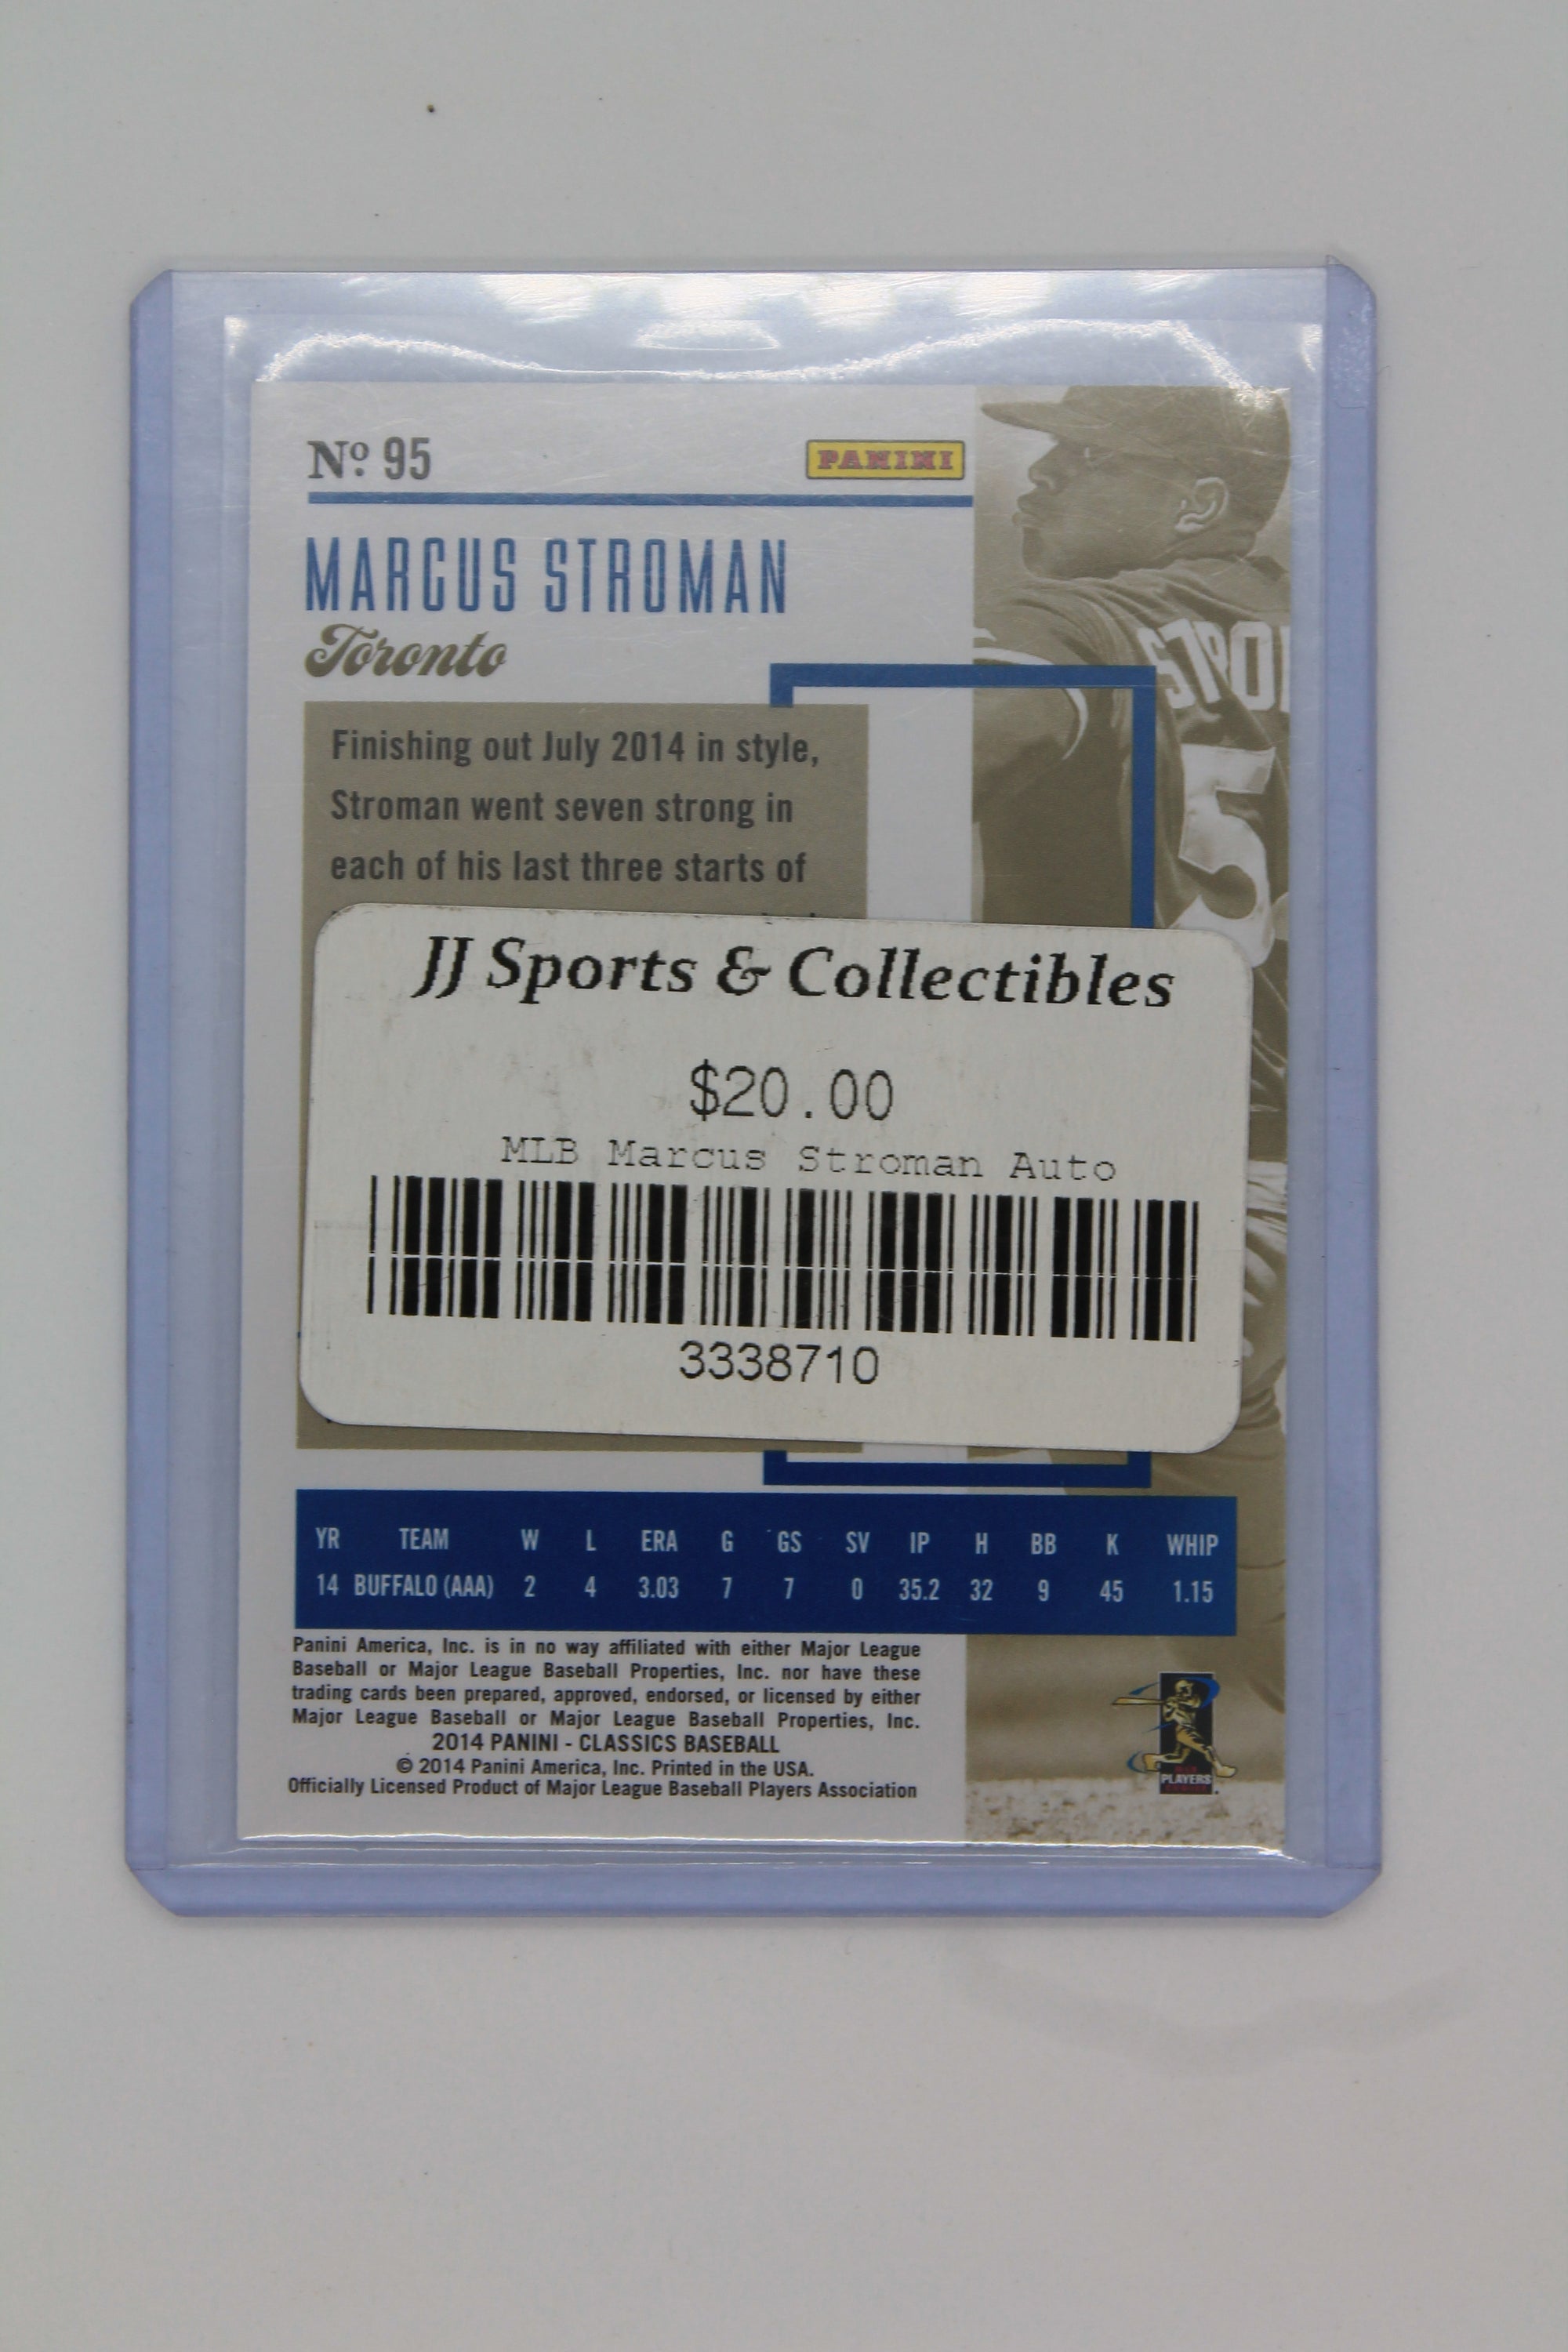 Nº 95
PANINI
MARCUS STROMAN
Toronto
STRO
5
Finishing out July 2014 in style,
Stroman went seven strong in
each of his last three starts of
JJ Sports & Collectibles
$20.00
MLB Marcus Stroman Auto
3338710
YR TEAM W L ERA G GS SV IP H BB K WHIP
14 BUFFALO (AAA) 2 4 3.03 7 7 0 35.2 32 9 45 1.15
Panini America, Inc. is in no way affiliated with either Major League
Baseball or Major League Baseball Properties, Inc. nor have these
trading cards been prepared, approved, endorsed, or licensed by either
Major League Baseball or Major League Baseball Properties, Inc.
2014 PANINI - CLASSICS BASEBALL
© 2014 Panini America, Inc. Printed in the USA.
Officially Licensed Product of Major League Baseball Players Association
PLAYERS